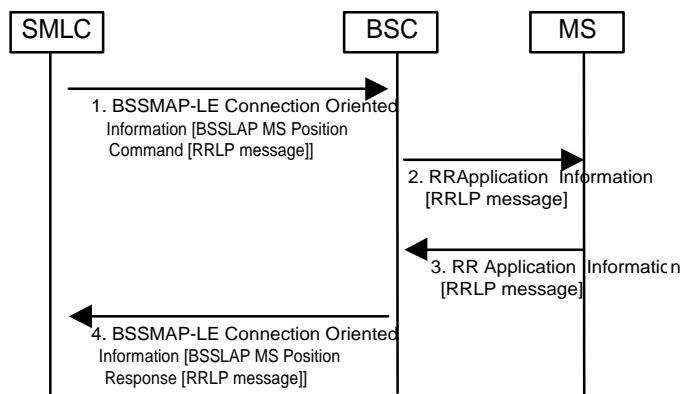 SMLC
BSC
MS
1. BSSMAP-LE Connection Oriented
Information [BSSLAP MS Position
Command [RRLP message]]
2. RRApplication Information
[RRLP message]
3. RR Application Information
[RRLP message]
4. BSSMAP-LE Connection Oriented
Information [BSSLAP MS Position
Response [RRLP message]]